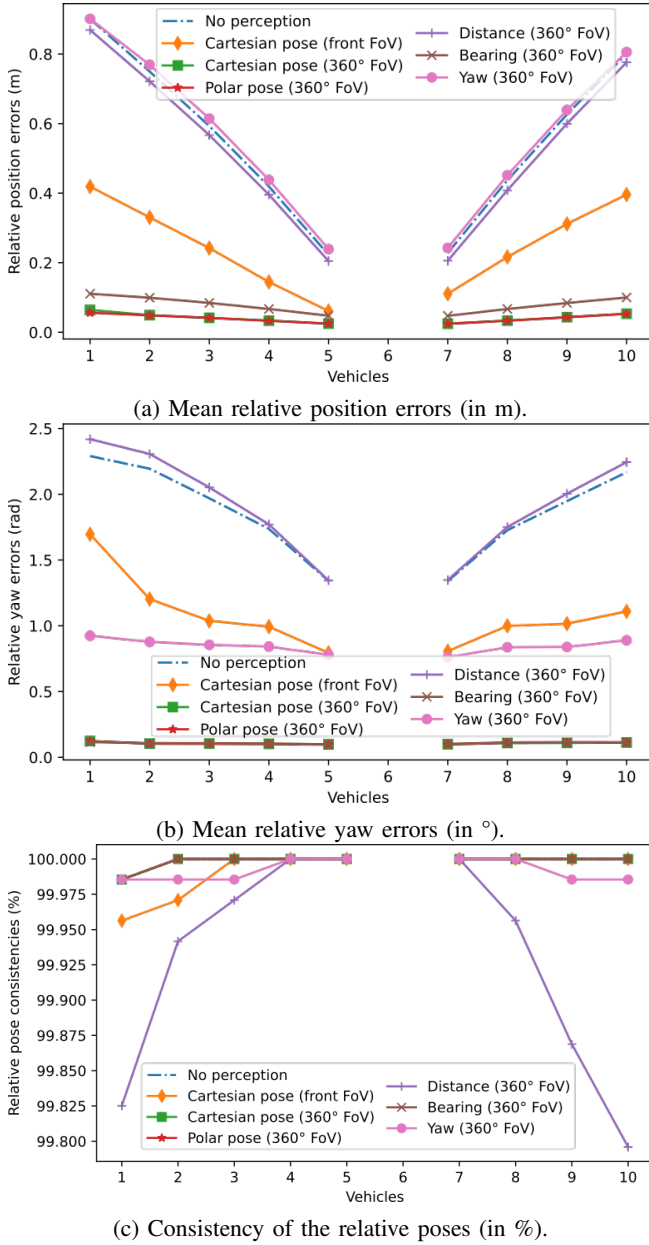 No perception
Cartesian pose (front FoV)
Cartesian pose (360° FoV)
Polar pose (360° FoV)
Distance (360° FoV)
Bearing (360° FoV)
Yaw (360° FoV)
Relative position errors (m)
0.8
0.6
0.4
0.2
0.0
1 2 3 4 5 6 7 8 9 10
Vehicles
(a) Mean relative position errors (in m).
Relative yaw errors (rad)
2.5
2.0
1.5
1.0
0.5
0.0
No perception
Cartesian pose (front FoV)
Cartesian pose (360° FoV)
Polar pose (360° FoV)
Distance (360° FoV)
Bearing (360° FoV)
Yaw (360° FoV)
1 2 3 4 5 6 7 8 9 10
Vehicles
(b) Mean relative yaw errors (in °).
Relative pose consistencies (%)
100.000
99.975
99.950
99.925
99.900
99.875
99.850
99.825
99.800
No perception
Cartesian pose (front FoV)
Cartesian pose (360° FoV)
Polar pose (360° FoV)
Distance (360° FoV)
Bearing (360° FoV)
Yaw (360° FoV)
1 2 3 4 5 6 7 8 9 10
Vehicles
(c) Consistency of the relative poses (in %).